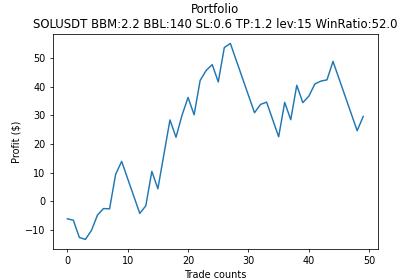 Portfolio
SOLUSDT BBM:2.2 BBL:140 SL:0.6 TP:1.2 lev:15 WinRatio:52.0
50
40
30
20
10
0
−10
Profit ($)
0 10 20 30 40 50
Trade counts